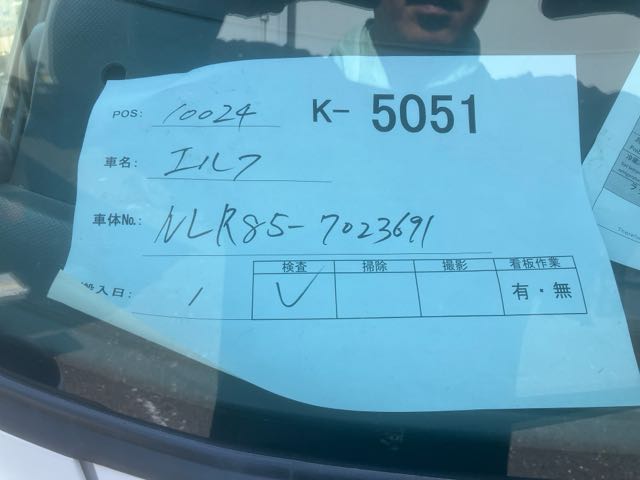 POS: 10024 K- 5051
車名: エルフ
車体No.: NLR85-7023691
検査 掃除 撮影 看板作業
搬入日: / ✓ 有・無